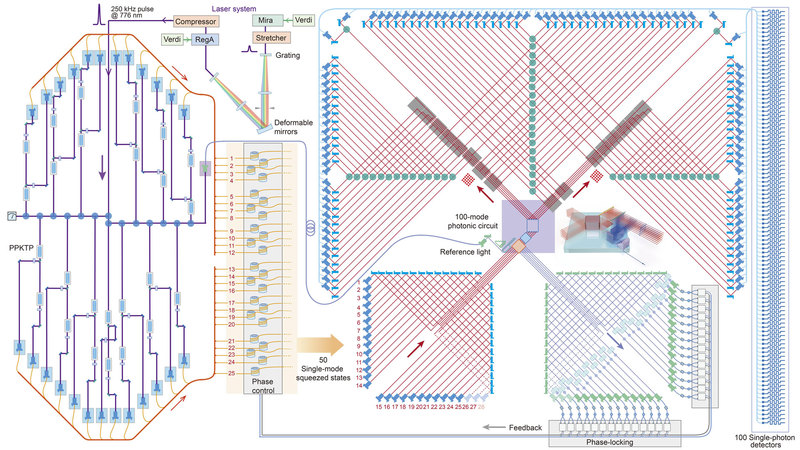 250 kHz pulse
@ 776 nm
Laser system
Compressor
Mira
Verdi
Verdi
RegA
Stretcher
Grating
Deformable
mirrors
PPKTP
1
2
3
4
5
6
7
8
9
10
11
12
13
14
15
16
17
18
19
20
21
22
23
24
25
Phase
control
50
Single-mode
squeezed states
100-mode
photonic circuit
Reference light
1
2
3
4
5
6
7
8
9
10
11
12
13
14
15 16 17 18 19 20 21 22 23 24 25 26 27 28
Feedback
Phase-locking
100 Single-photon
detectors